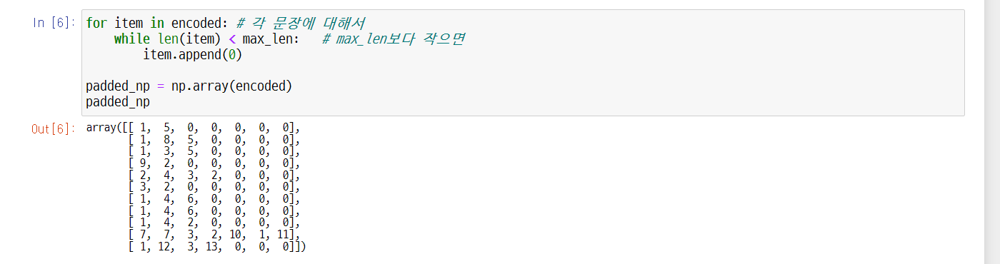 In [6]: for item in encoded: # 각 문장에 대해서
    while len(item) < max_len:   # max_len보다 작으면
        item.append(0)
padded_np = np.array(encoded)
padded_np
Out[6]: array([[ 1,  5,  0,  0,  0,  0,  0],
       [ 1,  8,  5,  0,  0,  0,  0],
       [ 1,  3,  5,  0,  0,  0,  0],
       [ 9,  2,  0,  0,  0,  0,  0],
       [ 2,  4,  3,  2,  0,  0,  0],
       [ 3,  2,  0,  0,  0,  0,  0],
       [ 1,  4,  6,  0,  0,  0,  0],
       [ 1,  4,  6,  0,  0,  0,  0],
       [ 1,  4,  2,  0,  0,  0,  0],
       [ 7,  7,  3,  2, 10,  1, 11],
       [ 1, 12,  3, 13,  0,  0,  0]])